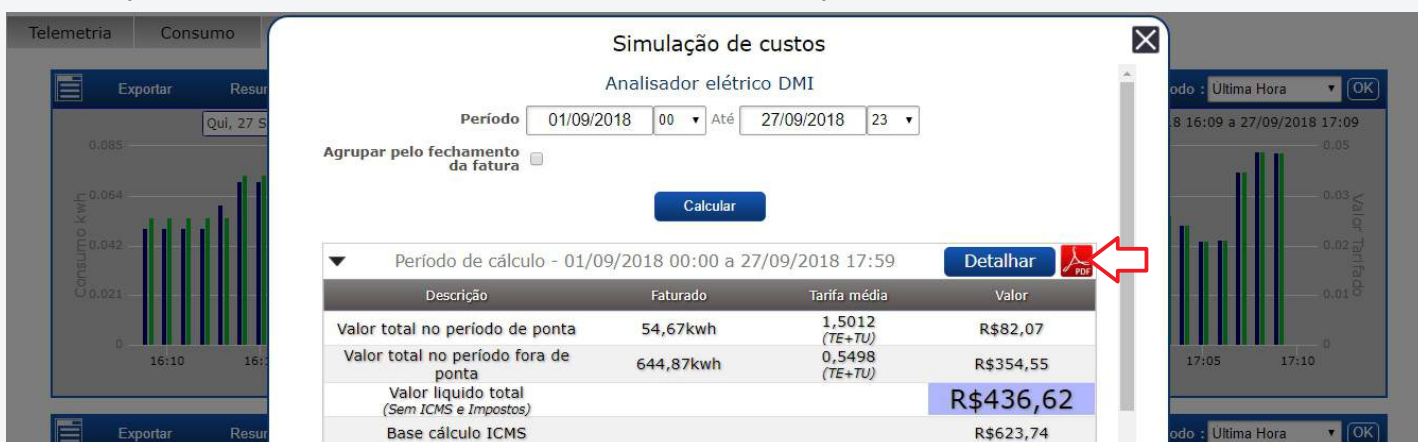 Telemetria Consumo
Simulação de custos
Analisador elétrico DMI
Período 01/09/2018 00 Até 27/09/2018 23
Agrupar pelo fechamento
da fatura
Calcular
Período de cálculo - 01/09/2018 00:00 a 27/09/2018 17:59 Detalhar PDF
Descrição Faturado Tarifa média Valor
Valor total no período de ponta 54,67kwh 1,5012 (TE+TU) R$82,07
Valor total no período fora de ponta 644,87kwh 0,5498 (TE+TU) R$354,55
Valor liquido total
(Sem ICMS e Impostos) R$436,62
Base cálculo ICMS R$623,74
Exportar Resur
Qui, 27 S
Consumo kwh
0.085
0.064
0.042
0.021
0
16:10 16:
odo : Última Hora OK
8 16:09 a 27/09/2018 17:09
0.05
0.03
0.02
0.01
0
Valor Tarifado
17:05 17:10
Exportar Resur
odo : Última Hora OK